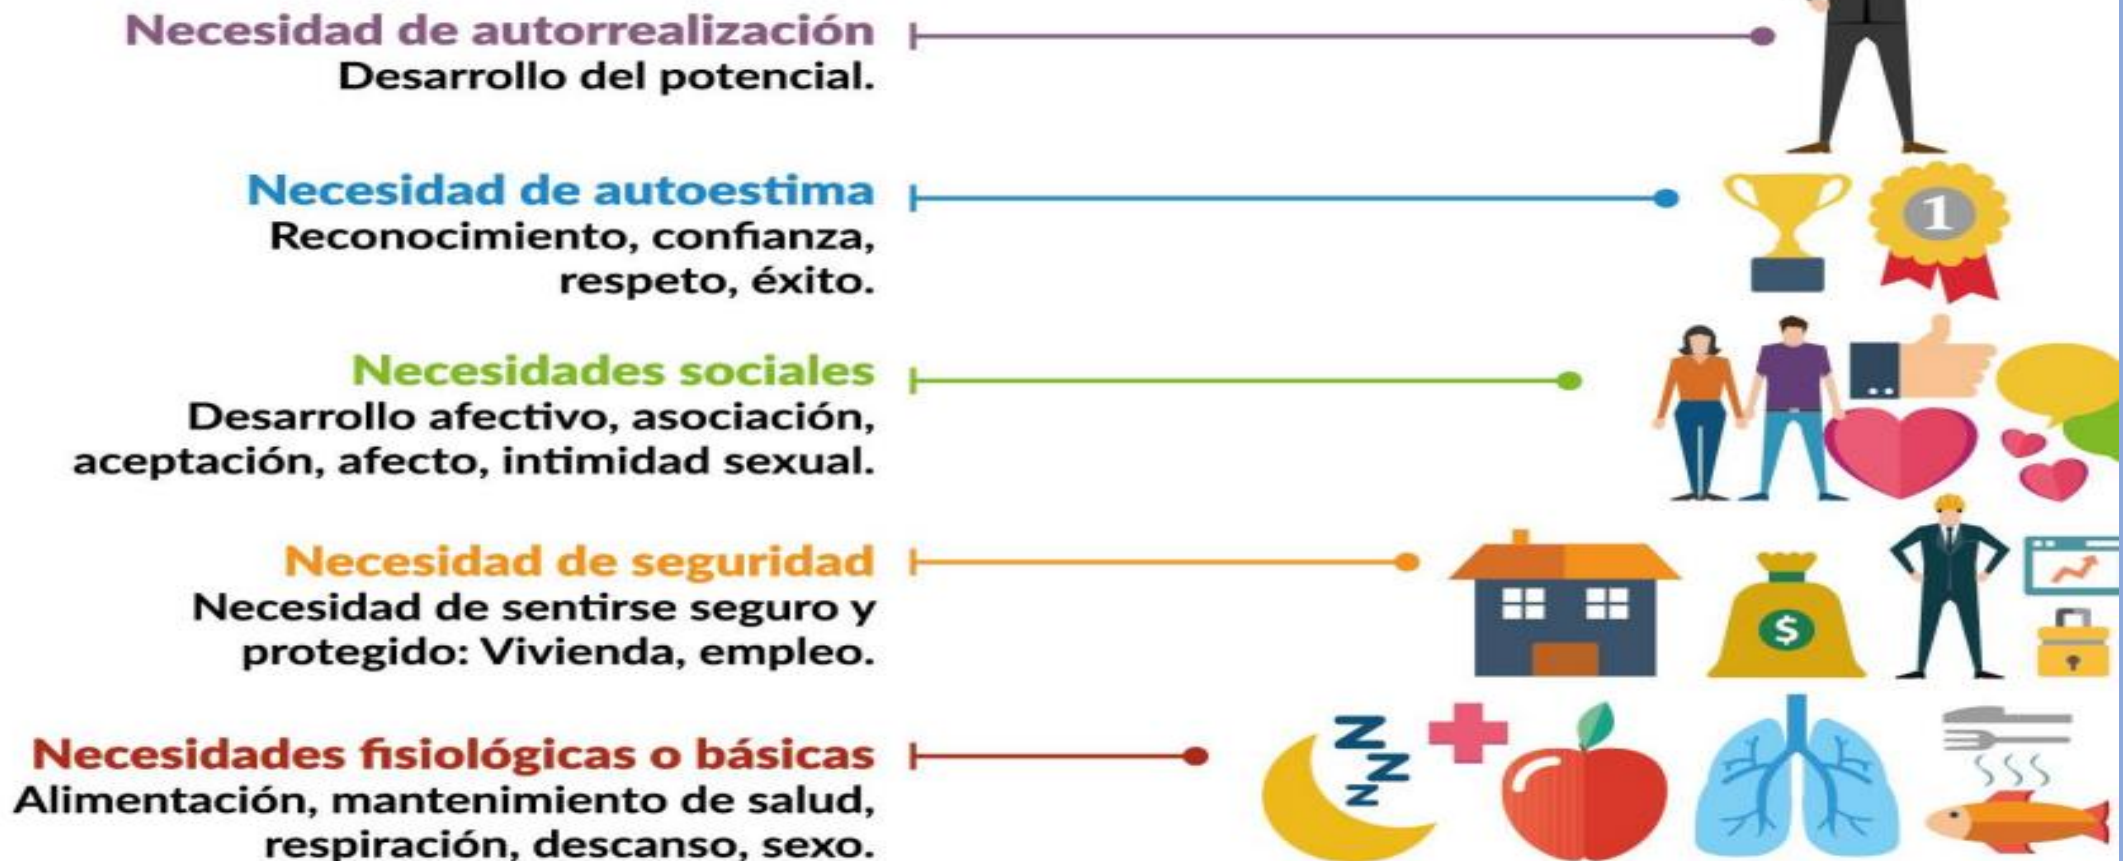 Necesidad de autorrealización
Desarrollo del potencial.
Necesidad de autoestima
Reconocimiento, confianza,
respeto, éxito.
1
Necesidades sociales
Desarrollo afectivo, asociación,
aceptación, afecto, intimidad sexual.
Necesidad de seguridad
Necesidad de sentirse seguro y
protegido: Vivienda, empleo.
$
Necesidades fisiológicas o básicas
Alimentación, mantenimiento de salud,
respiración, descanso, sexo.
Z
Z
Z